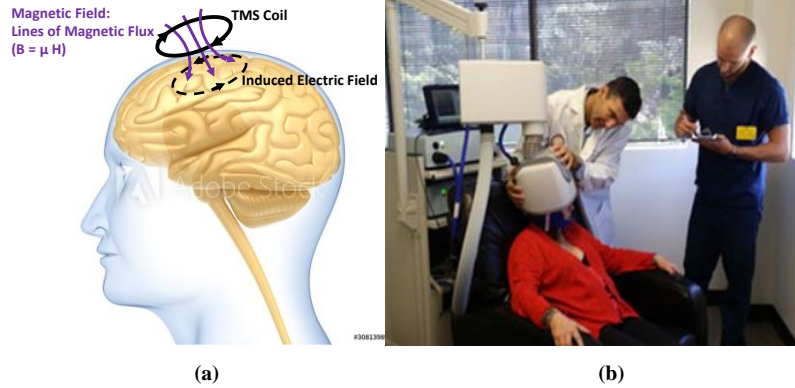 Magnetic Field:
Lines of Magnetic Flux
(B = μ H)
TMS Coil
Induced Electric Field
Adobe Stock
#3081398
(a)
(b)